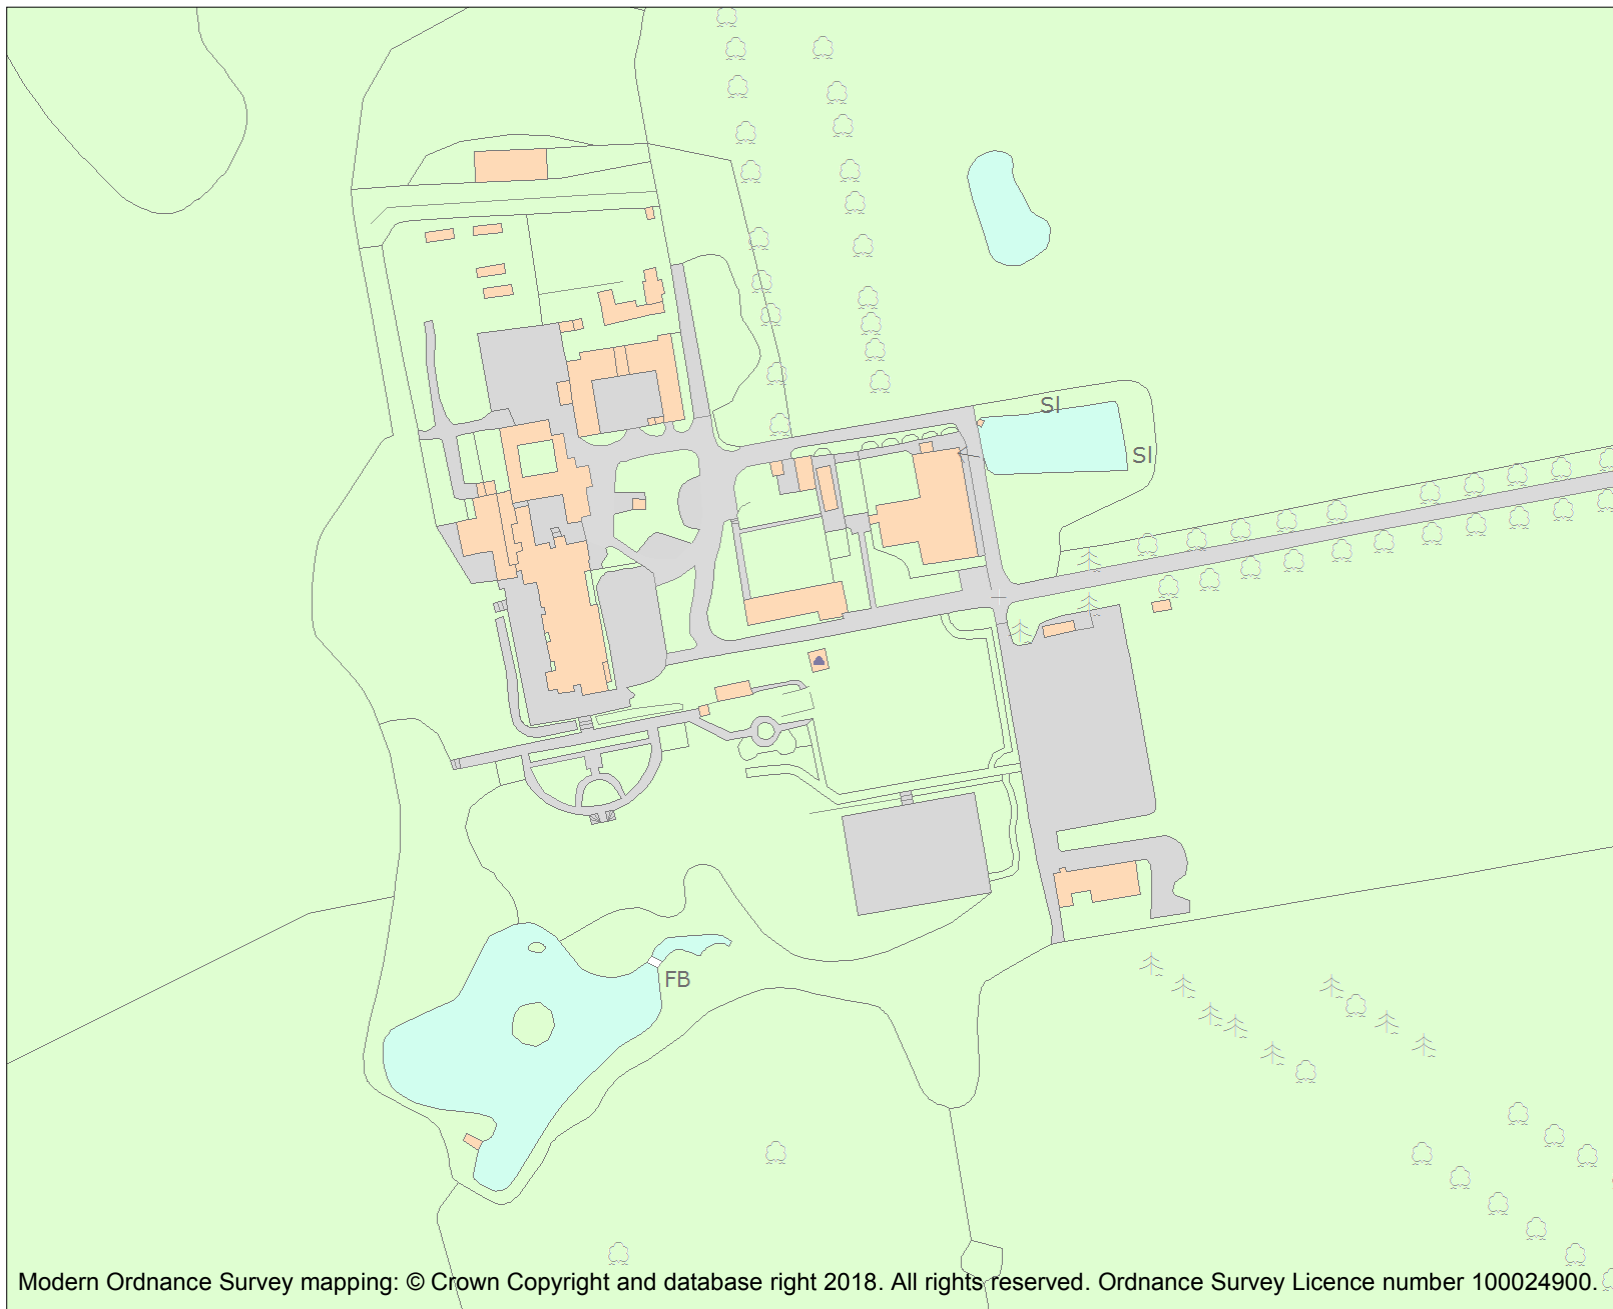 Sl
Sl
FB
Modern Ordnance Survey mapping: © Crown Copyright and database right 2018. All rights reserved. Ordnance Survey Licence number 100024900.